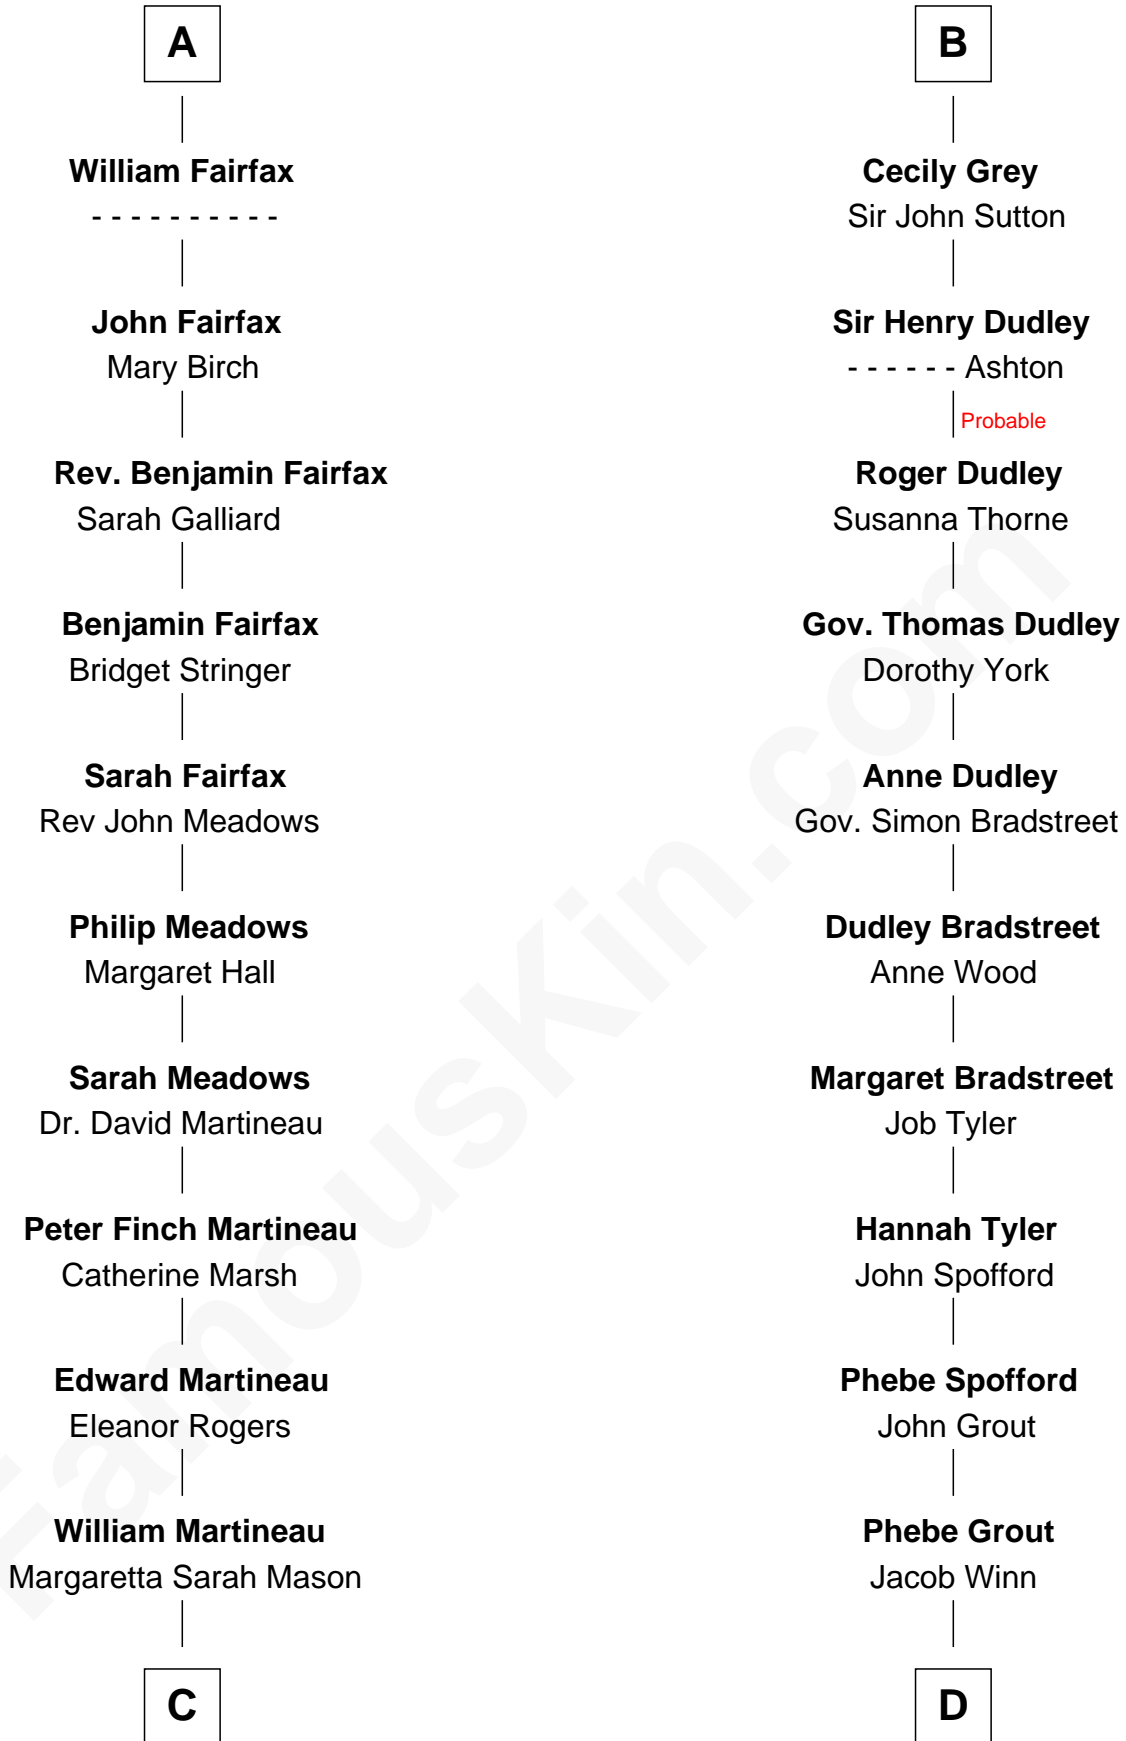 A
William Fairfax
- - - - - - - - - -
John Fairfax
Mary Birch
Rev. Benjamin Fairfax
Sarah Galliard
Benjamin Fairfax
Bridget Stringer
Sarah Fairfax
Rev John Meadows
Philip Meadows
Margaret Hall
Sarah Meadows
Dr. David Martineau
Peter Finch Martineau
Catherine Marsh
Edward Martineau
Eleanor Rogers
William Martineau
Margaretta Sarah Mason
C
B
Cecily Grey
Sir John Sutton
Sir Henry Dudley
- - - - - - Ashton
Probable
Roger Dudley
Susanna Thorne
Gov. Thomas Dudley
Dorothy York
Anne Dudley
Gov. Simon Bradstreet
Dudley Bradstreet
Anne Wood
Margaret Bradstreet
Job Tyler
Hannah Tyler
John Spofford
Phebe Spofford
John Grout
Phebe Grout
Jacob Winn
D
FamousKin.com